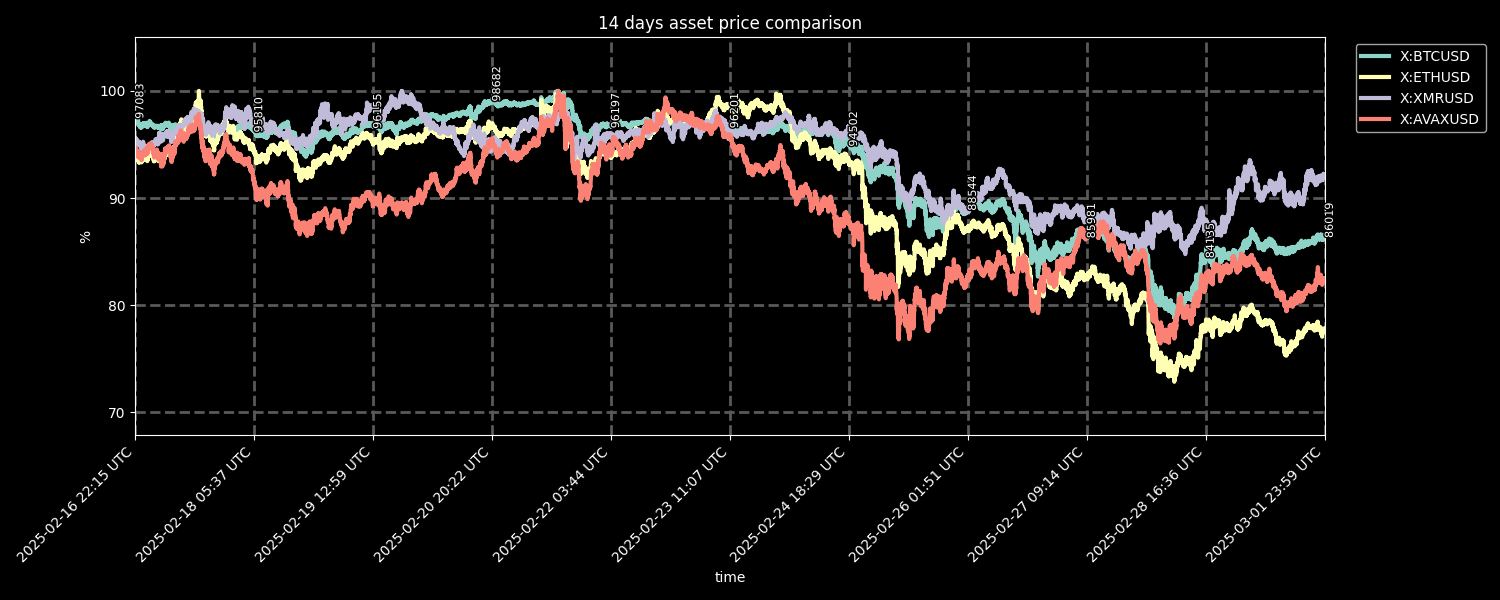 14 days asset price comparison
X:BTCUSD
X:ETHUSD
X:XMRUSD
X:AVAXUSD
100
90
80
70
%
97083
95810
96155
98682
96197
96201
94502
88544
85981
84135
86019
2025-02-16 22:15 UTC
2025-02-18 05:37 UTC
2025-02-19 12:59 UTC
2025-02-20 20:22 UTC
2025-02-22 03:44 UTC
2025-02-23 11:07 UTC
2025-02-24 18:29 UTC
2025-02-26 01:51 UTC
2025-02-27 09:14 UTC
2025-02-28 16:36 UTC
2025-03-01 23:59 UTC
time